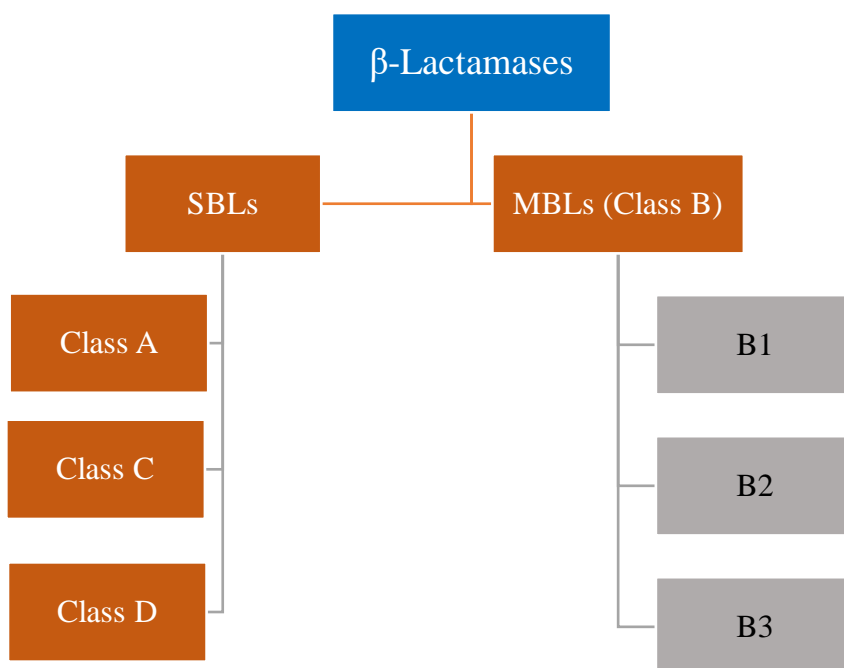 β-Lactamases
SBLs
MBLs (Class B)
Class A
Class C
Class D
B1
B2
B3